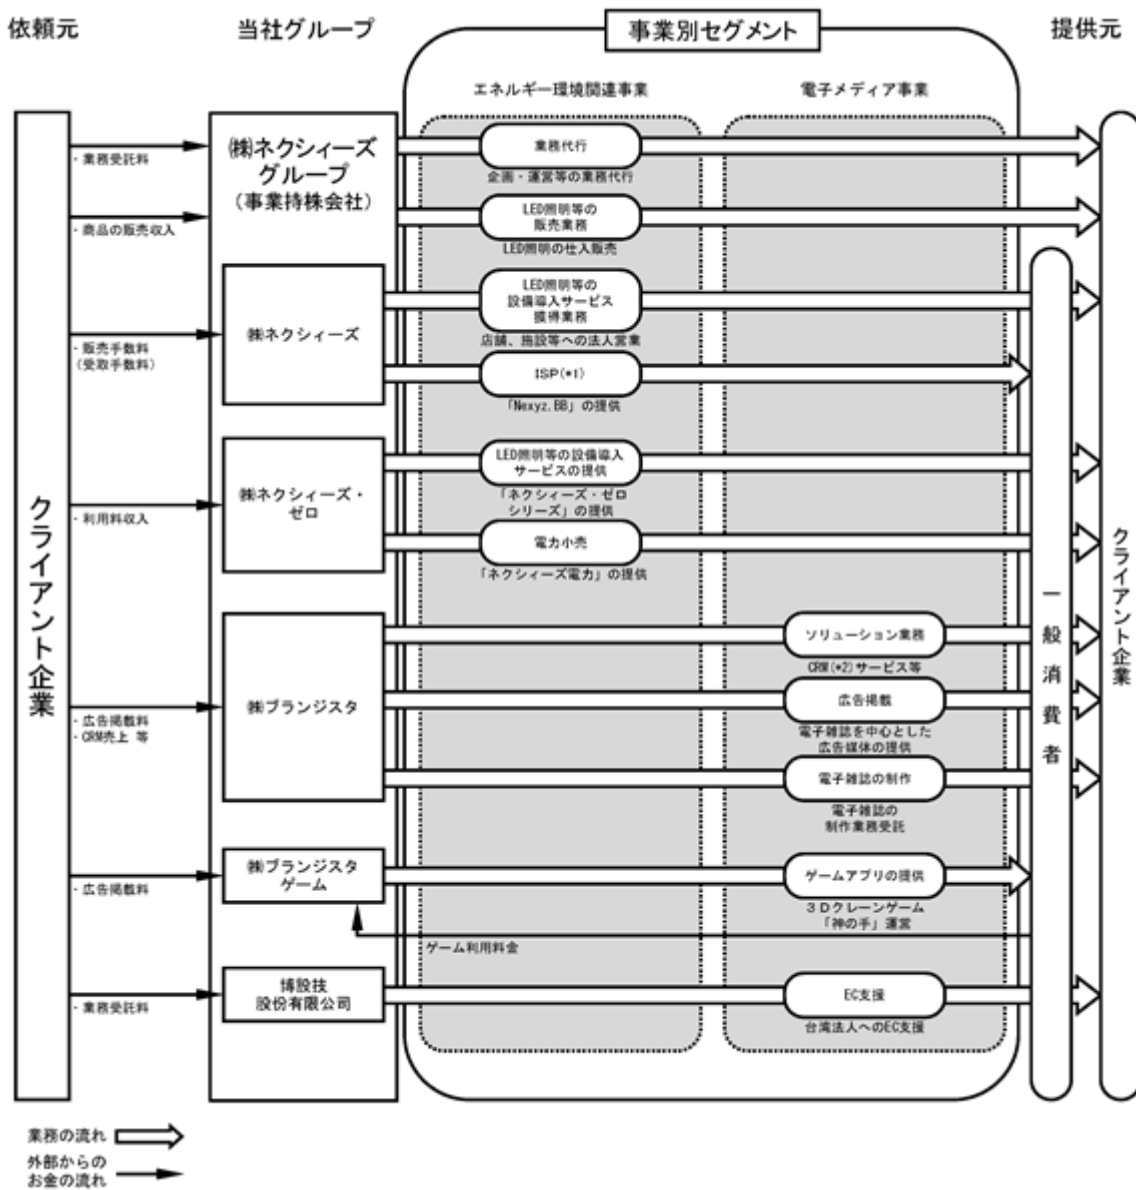 依頼元
当社グループ
事業別セグメント
提供元
エネルギー環境関連事業
電子メディア事業
クライアント企業
・業務受託料
・商品の販売収入
・販売手数料
(受取手数料)
・利用料収入
・広告掲載料
・CRM売上 等
・広告掲載料
・業務受託料
㈱ネクシィーズ
グループ
(事業持株会社)
㈱ネクシィーズ
㈱ネクシィーズ・
ゼロ
㈱ブランジスタ
㈱ブランジスタ
ゲーム
博設技
股份有限公司
業務代行
企画・運営等の業務代行
LED照明等の
販売業務
LED照明の仕入販売
LED照明等の
設備導入サービス
獲得業務
店舗、施設等への法人営業
ISP(*1)
「Nexyz.BB」の提供
LED照明等の設備導入
サービスの提供
「ネクシィーズ・ゼロ
シリーズ」の提供
電力小売
「ネクシィーズ電力」の提供
ソリューション業務
CRM(*2)サービス等
広告掲載
電子雑誌を中心とした
広告媒体の提供
電子雑誌の制作
電子雑誌の
制作業務受託
ゲームアプリの提供
3Dクレーンゲーム
「神の手」運営
ゲーム利用料金
EC支援
台湾法人へのEC支援
一般消費者
クライアント企業
業務の流れ
外部からの
お金の流れ